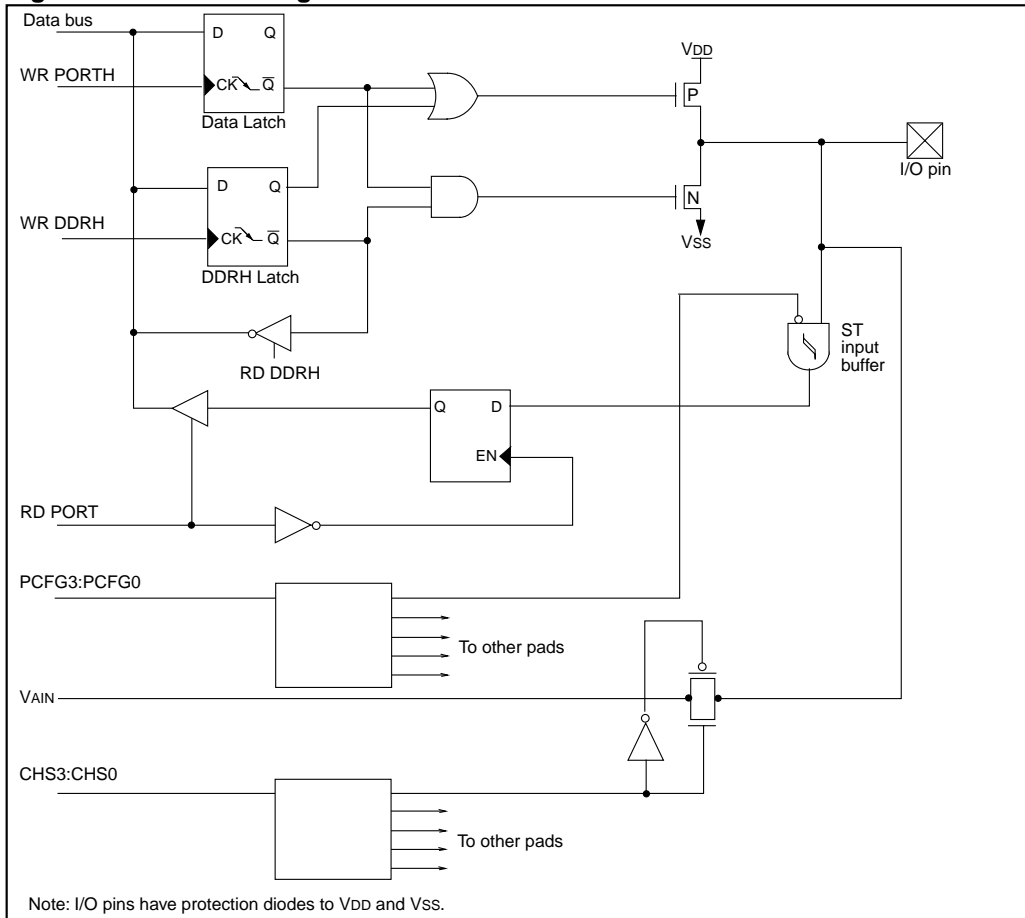 Data bus
D Q
WR PORTH
CK Q
Data Latch
VDD
P
I/O pin
D Q
N
WR DDRH
CK Q
VSS
DDRH Latch
ST
input
buffer
RD DDRH
Q D
EN
RD PORT
PCFG3:PCFG0
To other pads
VAIN
CHS3:CHS0
To other pads
Note: I/O pins have protection diodes to VDD and VSS.